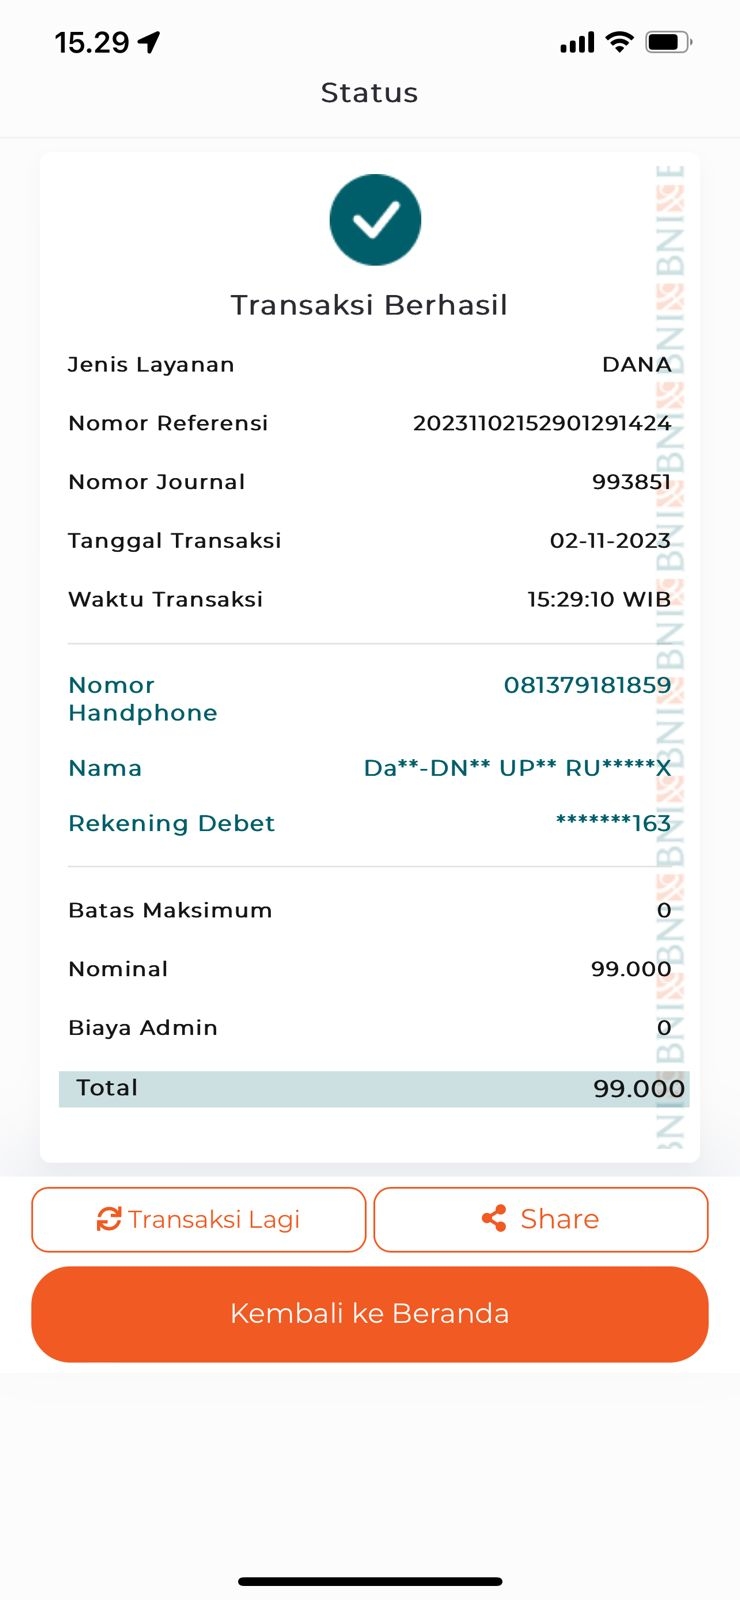 15.29
Status
Transaksi Berhasil
Jenis Layanan DANA
Nomor Referensi 20231102152901291424
Nomor Journal 993851
Tanggal Transaksi 02-11-2023
Waktu Transaksi 15:29:10 WIB
Nomor Handphone 081379181859
Nama Da**-DN** UP** RU*****X
Rekening Debet *******163
Batas Maksimum 0
Nominal 99.000
Biaya Admin 0
Total 99.000
BNI BNI BNI BNI BNI BNI BNI BNI BNI
Transaksi Lagi
Share
Kembali ke Beranda